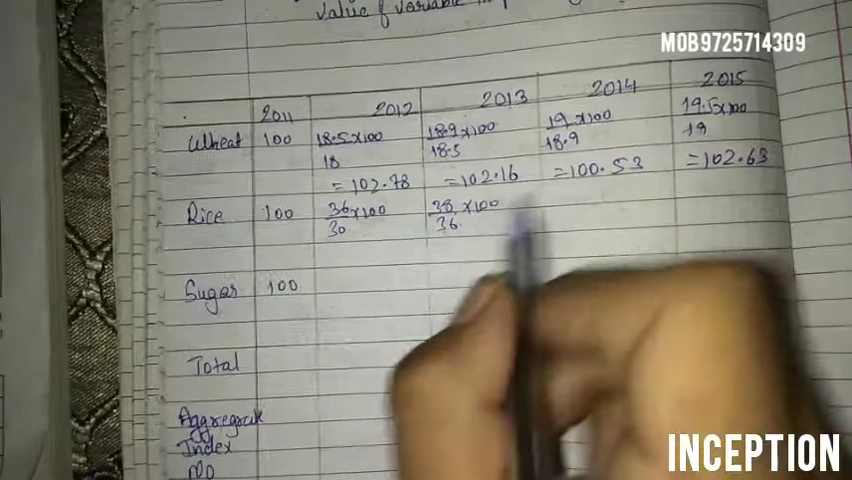 value of variable in
MOB9725714309
2011 2012 2013 2014 2015
Wheat 100 18.5x100 18.9x100 19x100 19.5x100
18 18.5 18.9 19
=102.78 =102.16 =100.53 =102.63
Rice 100 36x100 38x100
30 36
Sugar 100
Total
Aggregrate
Index
No
INCEPTION